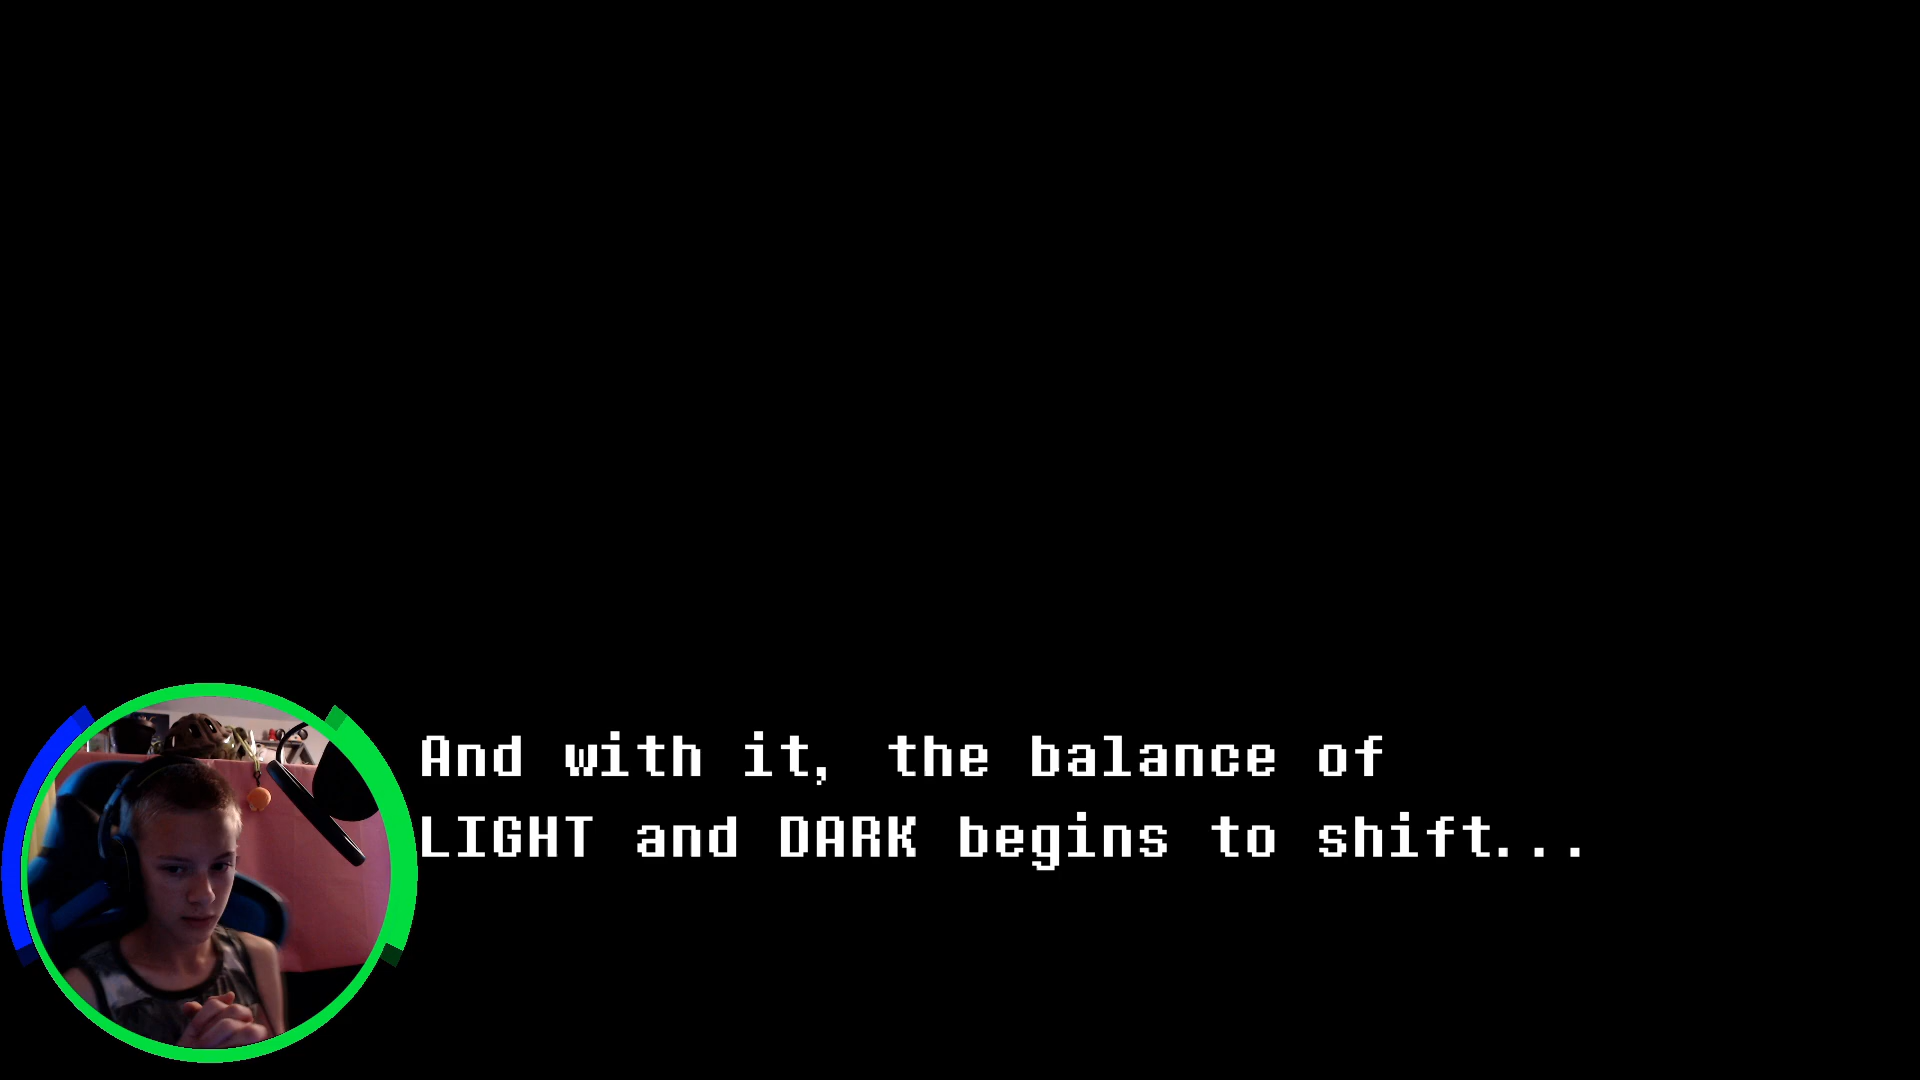 And with it, the balance of
LIGHT and DARK begins to shift...